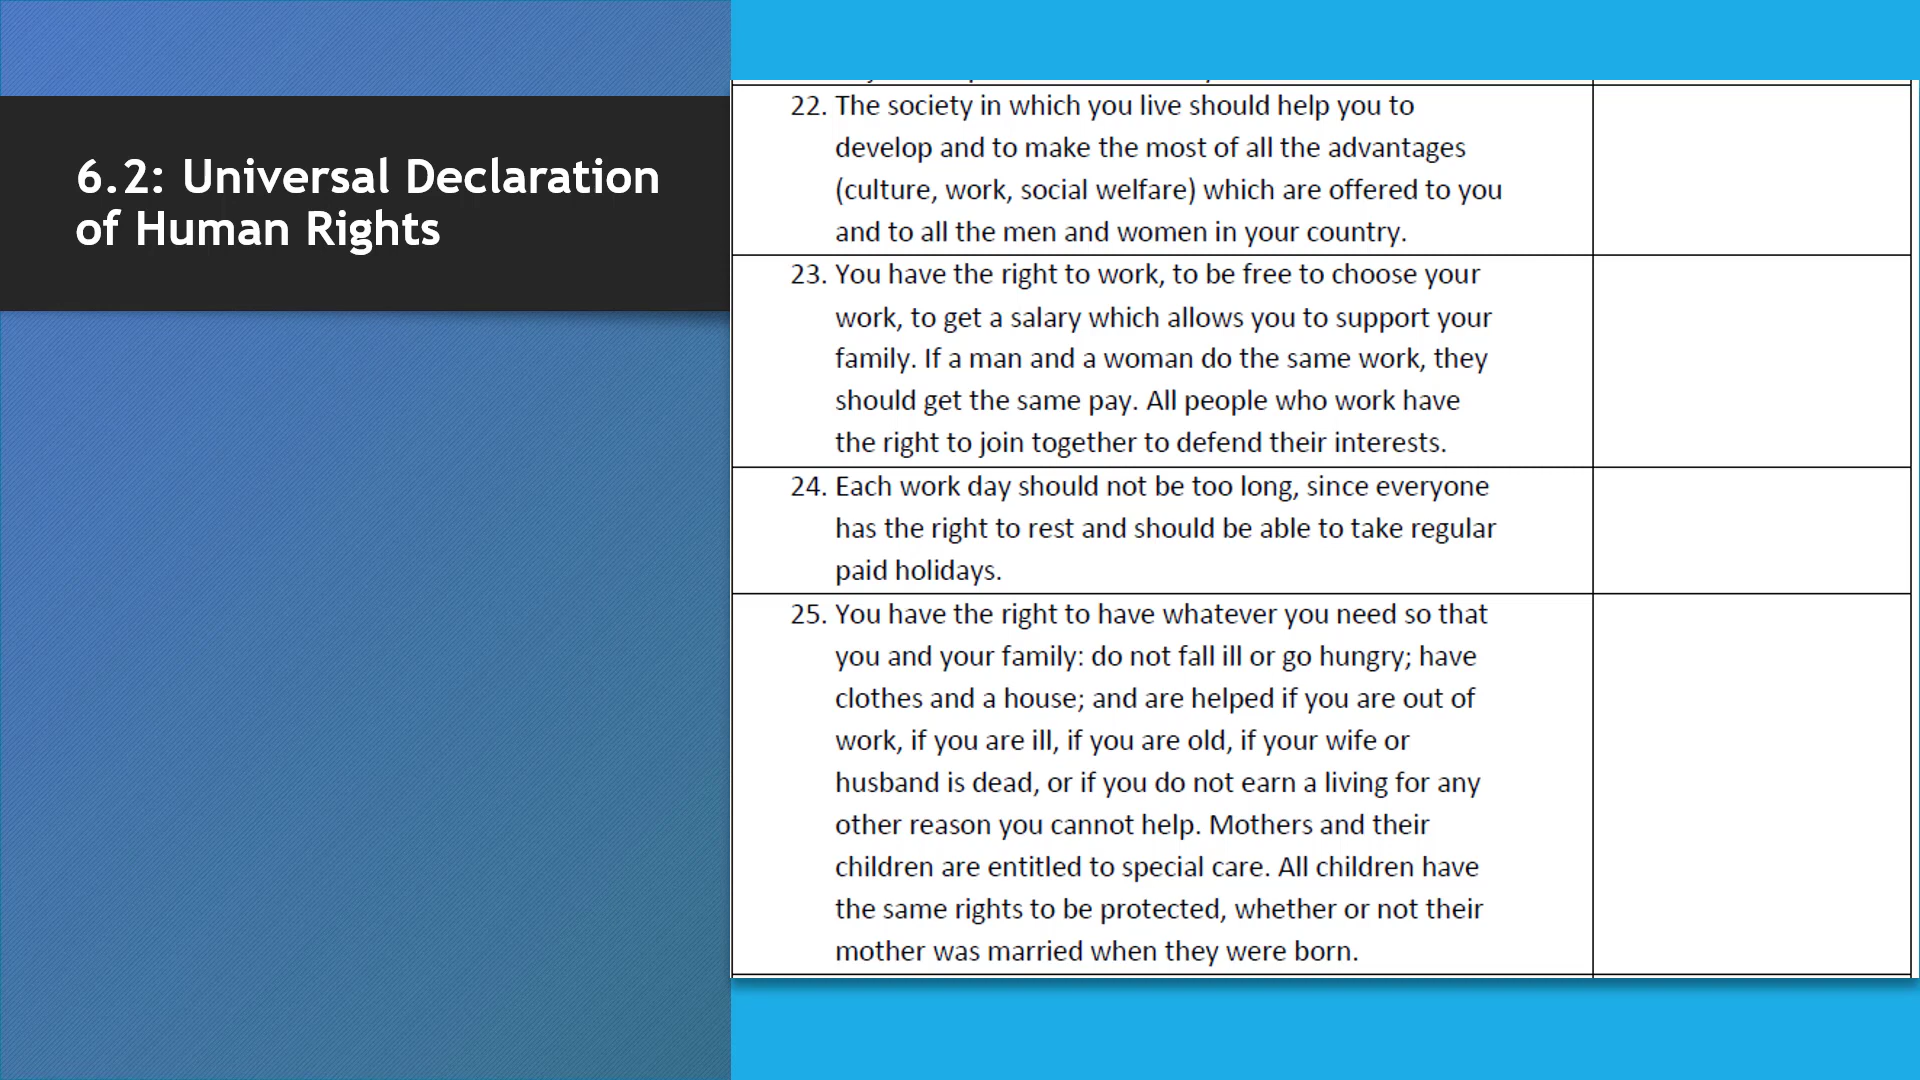 6.2: Universal Declaration
of Human Rights
22. The society in which you live should help you to
develop and to make the most of all the advantages
(culture, work, social welfare) which are offered to you
and to all the men and women in your country.
23. You have the right to work, to be free to choose your
work, to get a salary which allows you to support your
family. If a man and a woman do the same work, they
should get the same pay. All people who work have
the right to join together to defend their interests.
24. Each work day should not be too long, since everyone
has the right to rest and should be able to take regular
paid holidays.
25. You have the right to have whatever you need so that
you and your family: do not fall ill or go hungry; have
clothes and a house; and are helped if you are out of
work, if you are ill, if you are old, if your wife or
husband is dead, or if you do not earn a living for any
other reason you cannot help. Mothers and their
children are entitled to special care. All children have
the same rights to be protected, whether or not their
mother was married when they were born.